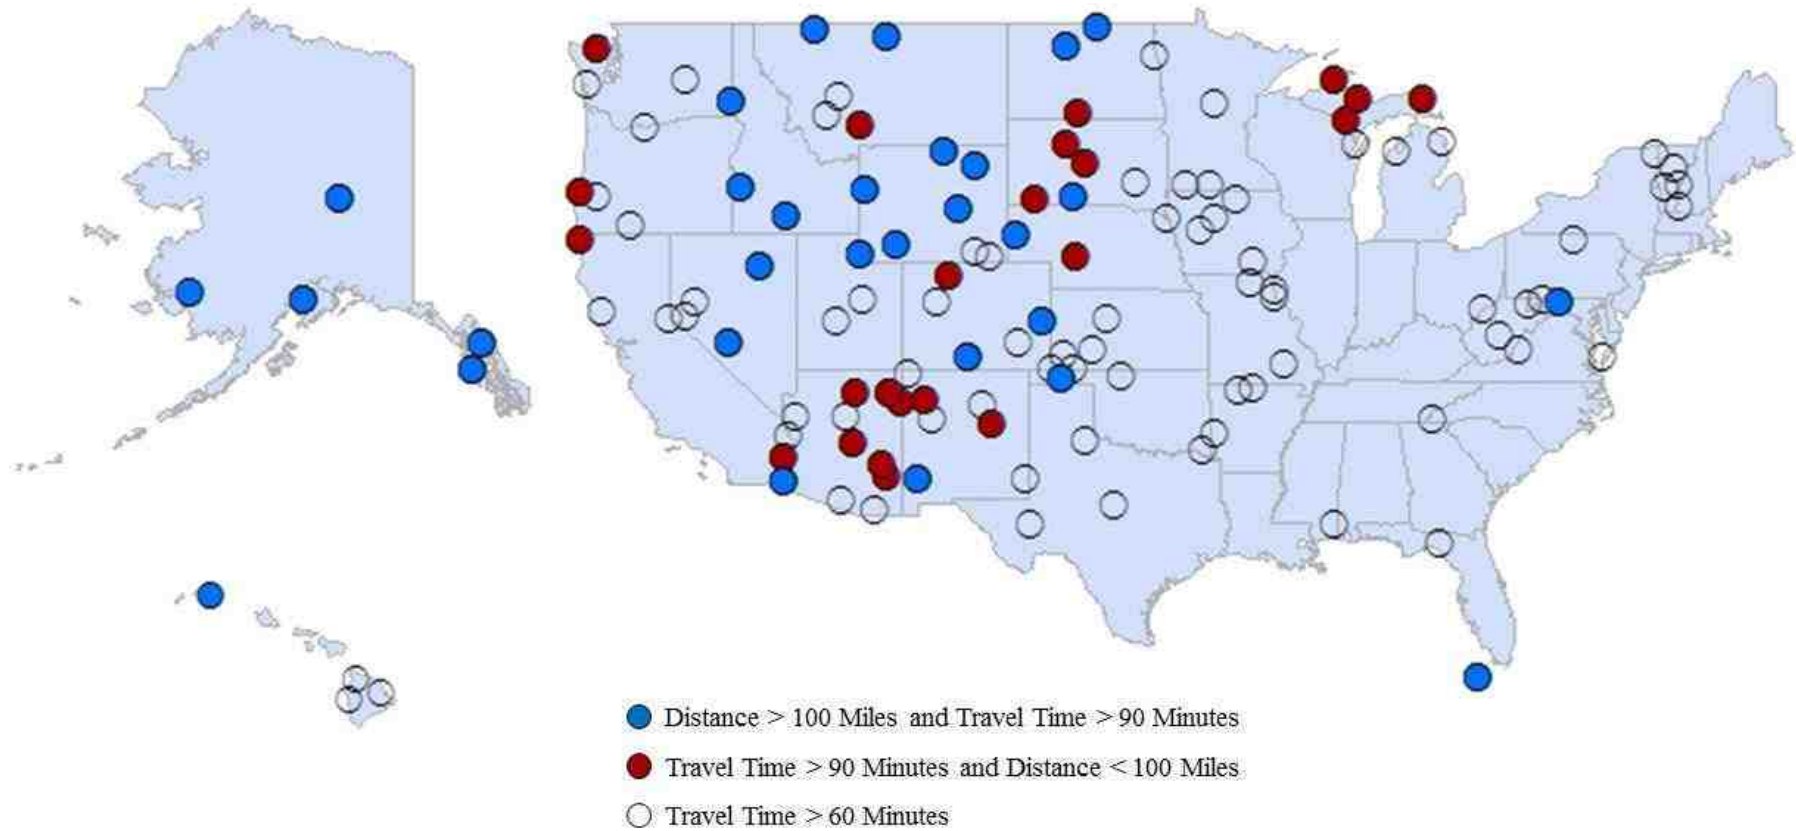 Distance > 100 Miles and Travel Time > 90 Minutes
Travel Time > 90 Minutes and Distance < 100 Miles
Travel Time > 60 Minutes